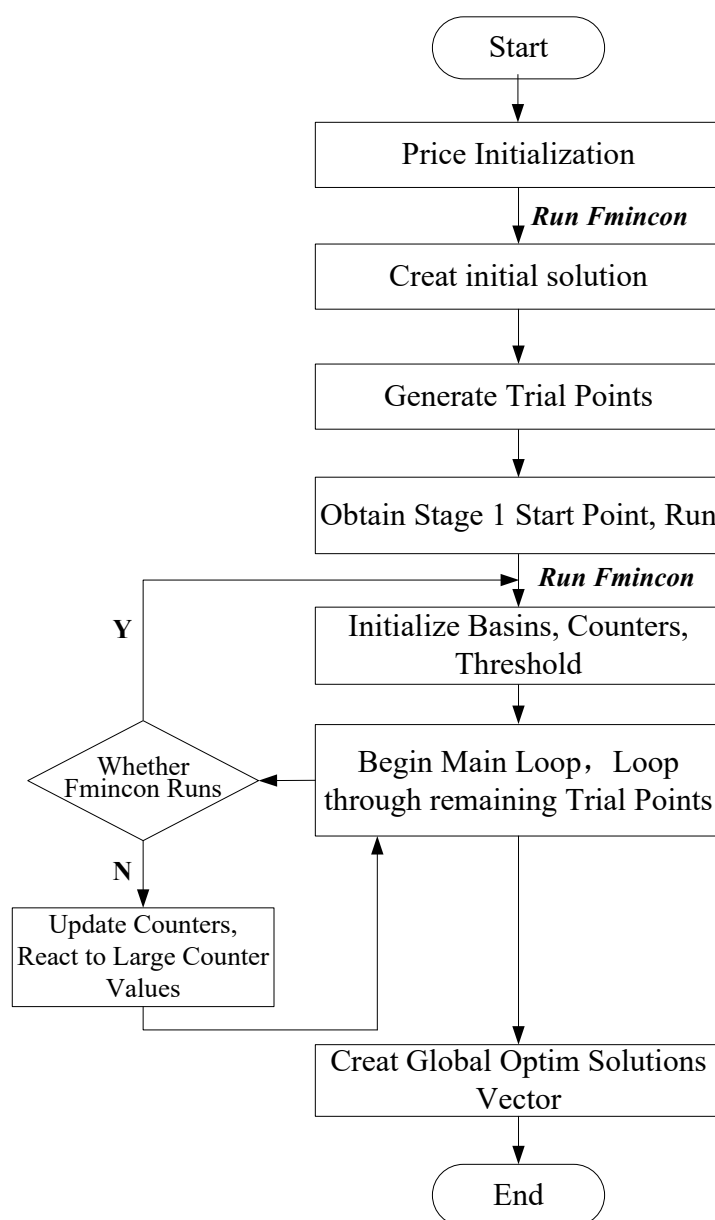 Start
Price Initialization
Run Fmincon
Creat initial solution
Generate Trial Points
Obtain Stage 1 Start Point, Run
Run Fmincon
Y
Initialize Basins, Counters,
Threshold
Whether
Fmincon Runs
Begin Main Loop，Loop
through remaining Trial Points
N
Update Counters,
React to Large Counter
Values
Creat Global Optim Solutions
Vector
End